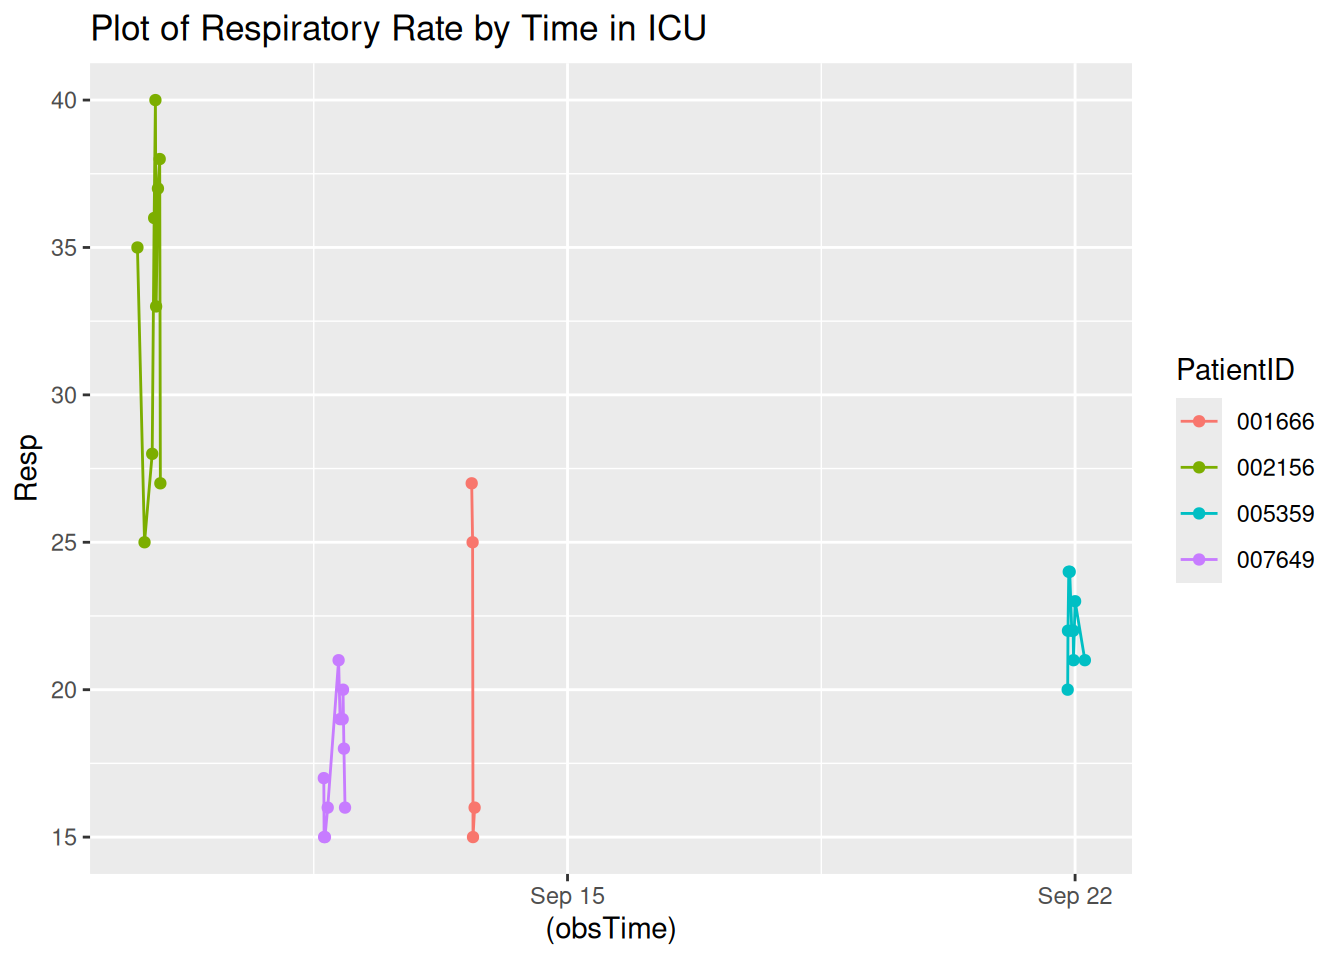 Plot of Respiratory Rate by Time in ICU
40
35
30
25
20
15
Resp
Sep 15
Sep 22
(obsTime)
PatientID
001666
002156
005359
007649